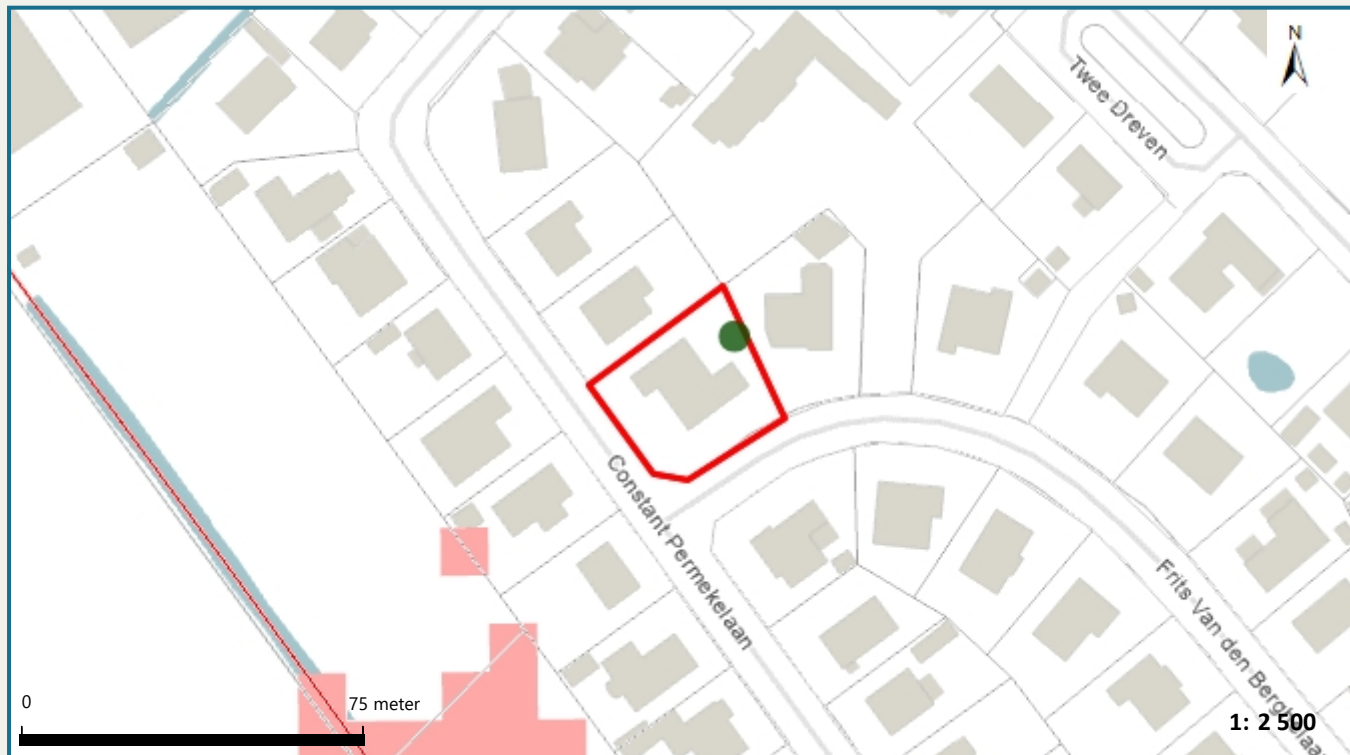 N
Twee Dreven
Constant Permekelaan
Frits Van den Berghelaan
0
75 meter
1: 2 500